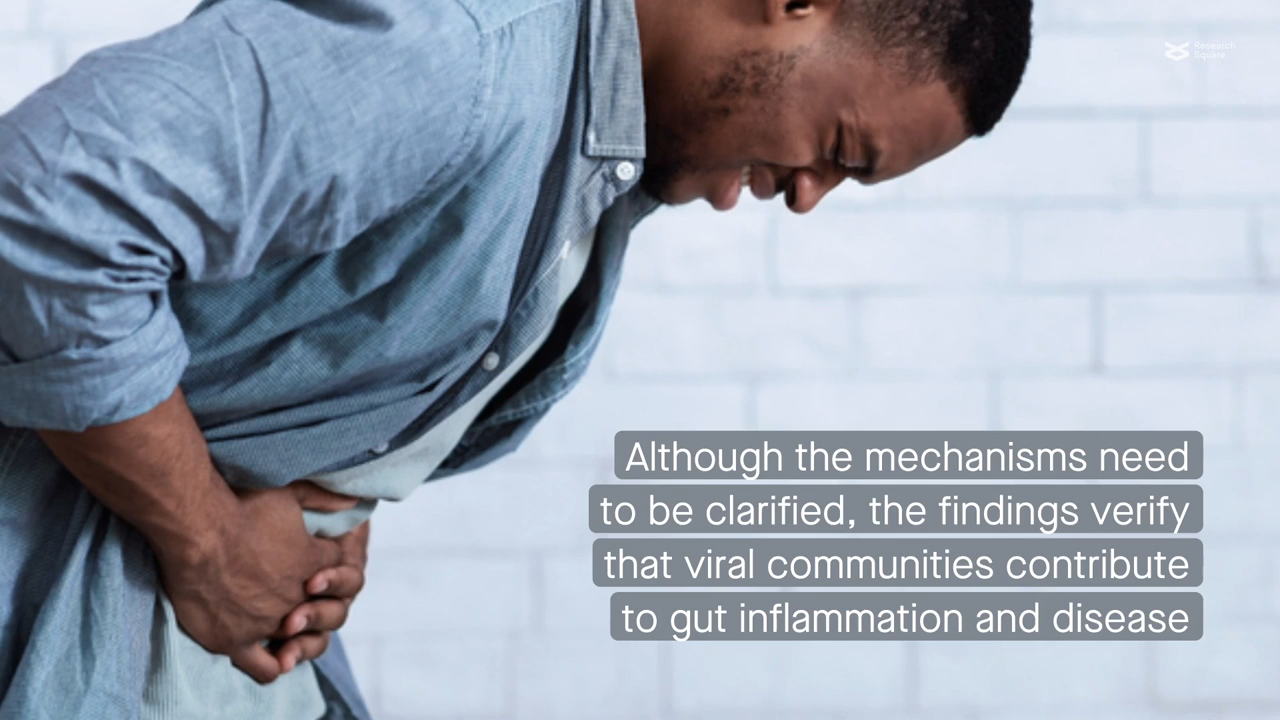 Research
Square
Although the mechanisms need
to be clarified, the findings verify
that viral communities contribute
to gut inflammation and disease